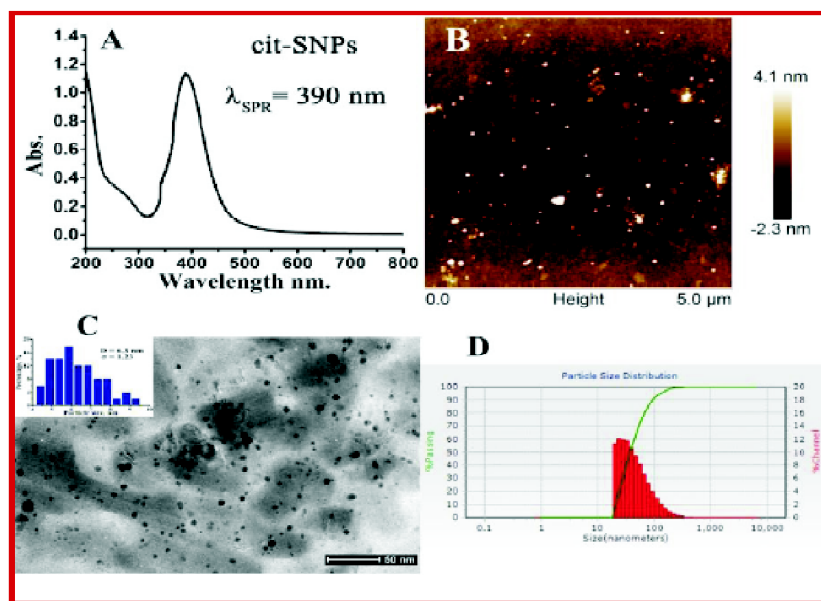 A
cit-SNPs
λSPR= 390 nm
Abs.
1.4
1.2
1.0
0.8
0.6
0.4
0.2
0.0
200 300 400 500 600 700 800
Wavelength nm.
B
4.1 nm
-2.3 nm
0.0 Height 5.0 µm
C
50 nm
D
Particle Size Distribution
%Passing
%Channel
100 20
90 18
80 16
70 14
60 12
50 10
40 8
30 6
20 4
10 2
0 0
0.1 1 10 100 1,000 10,000
Size(nanometers)